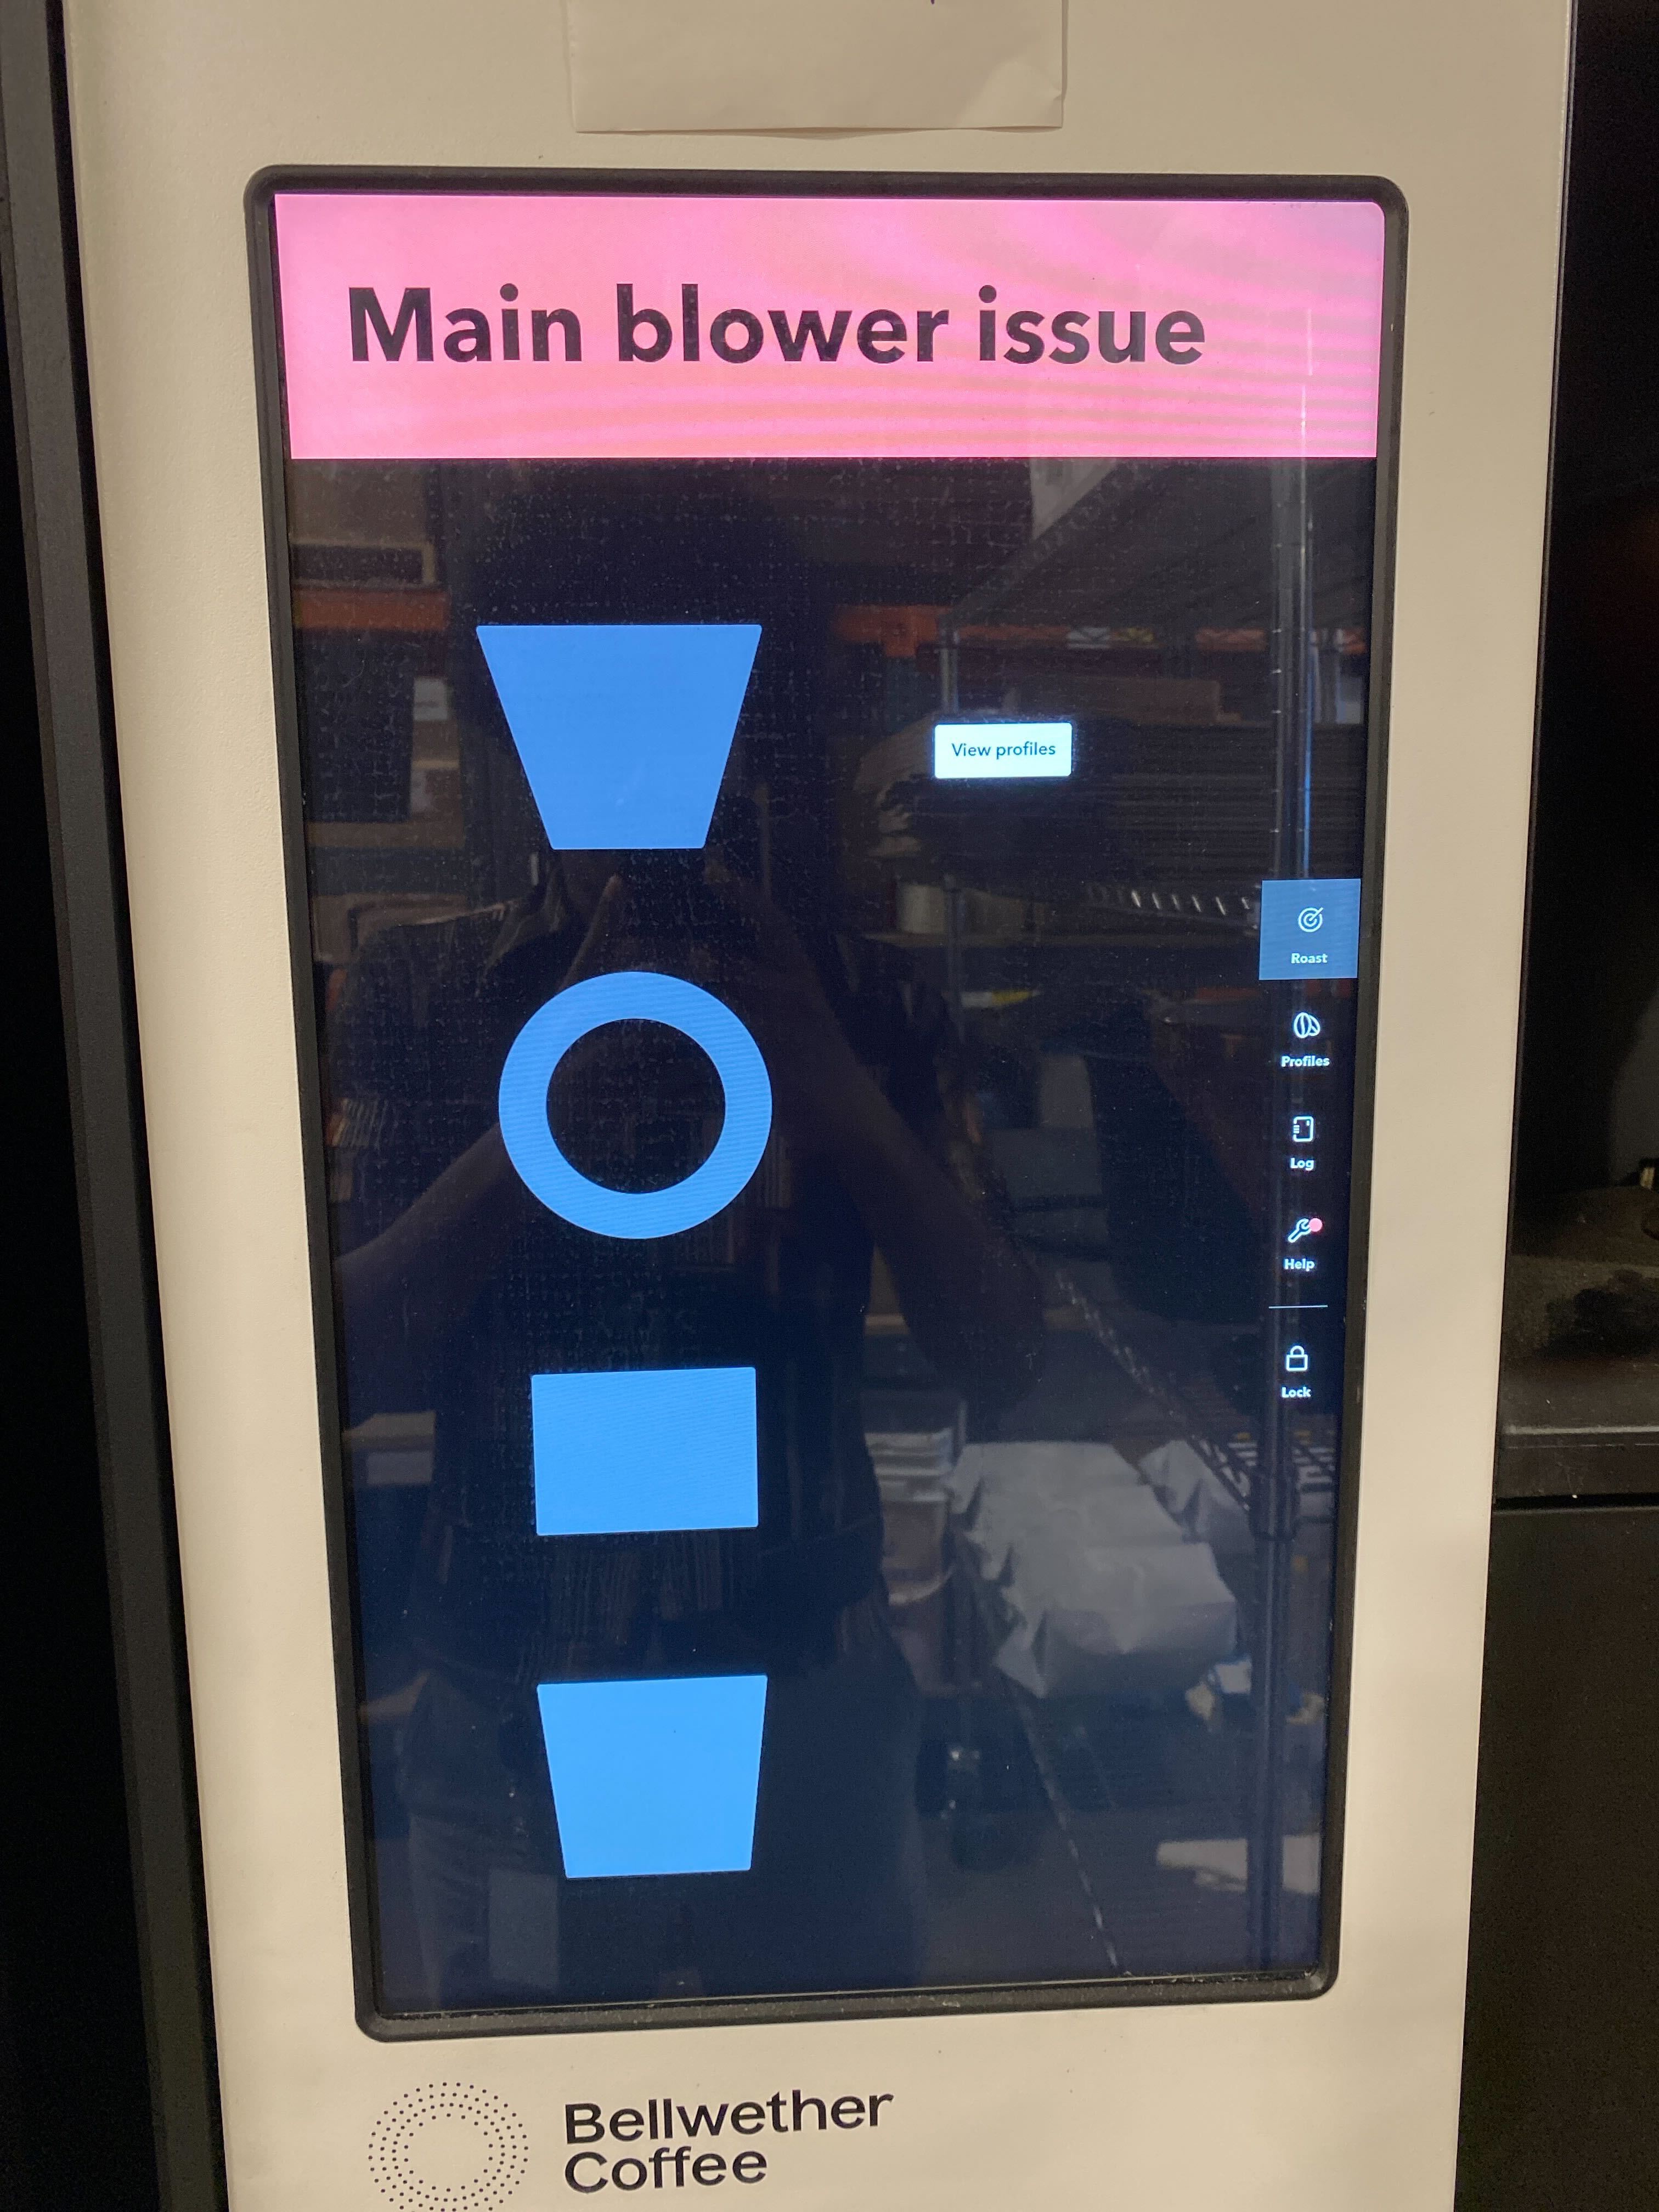 Main blower issue
View profiles
Roast
Profiles
Log
Help
Lock
Bellwether
Coffee